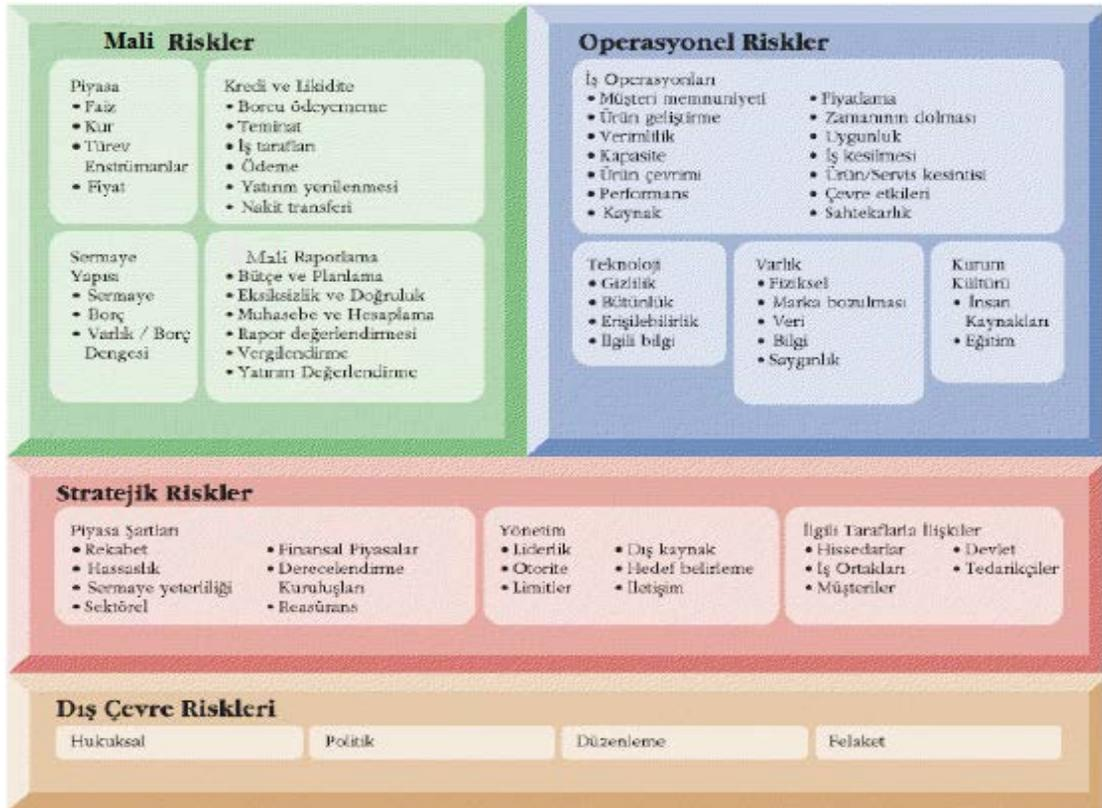 Mali Riskler
Piyasa
• Faiz
• Kur
• Türev
Enstrümanlar
• Fiyat
Kredi ve Likidite
• Borcu ödeyememe
• Teminat
• İş tarafları
• Ödeme
• Yatırım yenilenmesi
• Nakit transferi
Sermaye
Yapısı
• Sermaye
• Borç
• Varlık / Borç
Dengesi
Mali Raporlama
• Bütçe ve Planlama
• Eksiksizlik ve Doğruluk
• Muhasebe ve Hesaplama
• Rapor değerlendirmesi
• Vergilendirme
• Yatırım Değerlendirme
Operasyonel Riskler
İş Operasyonları
• Müşteri memnuniyeti
• Ürün geliştirme
• Verimlilik
• Kapasite
• Ürün çevrimi
• Performans
• Kaynak
• Fiyatlama
• Zamanının dolması
• Uygunluk
• İş kesilmesi
• Ürün/Servis kesintisi
• Çevre etkileri
• Sahtekarlık
Teknoloji
• Gizlilik
• Bütünlük
• Erişilebilirlik
• İlgili bilgi
Varlık
• Fiziksel
• Marka bozulması
• Veri
• Bilgi
• Saygınlık
Kurum
Kültürü
• İnsan
Kaynakları
• Eğitim
Stratejik Riskler
Piyasa Şartları
• Rekabet
• Hassaslık
• Sermaye yeterliliği
• Sektörel
• Finansal Piyasalar
• Derecelendirme
Kuruluşları
• Reasürans
Yönetim
• Liderlik
• Otorite
• Limitler
• Dış kaynak
• Hedef belirleme
• İletişim
İlgili Taraflarla İlişkiler
• Hissedarlar
• İş Ortakları
• Müşteriler
• Devlet
• Tedarikçiler
Dış Çevre Riskleri
Hukuksal
Politik
Düzenleme
Felaket